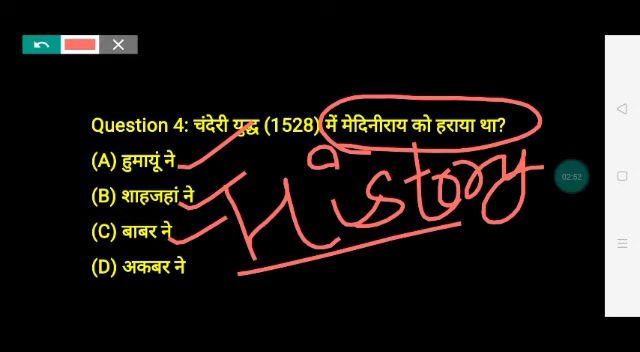 Question 4: चंदेरी युद्ध (1528) में मेदिनीराय को हराया था?
(A) हुमायूं ने
(B) शाहजहां ने
(C) बाबर ने
(D) अकबर ने
History
02:52